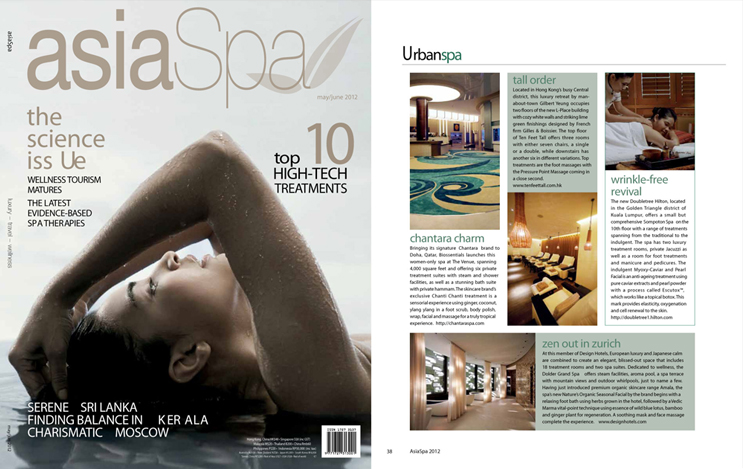 asiaSpa
asiaSpa
may/june 2012
the
science
iss Ue
WELLNESS TOURISM
MATURES
THE LATEST
EVIDENCE-BASED
SPA THERAPIES
top 10
HIGH-TECH
TREATMENTS
luxury – travel – wellness
SERENE SRI LANKA
FINDING BALANCE IN KER ALA
CHARISMATIC MOSCOW
Urbanspa
tall order
Located in Hong Kong's busy Central
district, this luxury retreat by man-
about-town Gilbert Yeung occupies
two floors of the new L-Place building
with cozy white walls and striking lime
green finishings designed by French
firm Gilles & Boissier. The top floor
of Ten Feet Tall offers three rooms
with either seven chairs, a single
or a double, while downstairs has
another six in different variations. Top
treatments are the foot massages with
the Pressure Point Massage coming in
a close second.
www.tenfeettall.com.hk
chantara charm
Bringing its signature Chantara brand to
Doha, Qatar, Biossentials launches this
women-only spa at The Venue, spanning
4,000 square feet and offering six private
treatment suites with steam and shower
facilities, as well as a stunning bath suite
with private hammam. The skincare brand's
exclusive Chanti Chanti treatment is a
sensorial experience using ginger, coconut,
ylang ylang in a foot scrub, body polish,
wrap, facial and massage for a truly tropical
experience. http://chantaraspa.com
wrinkle-free
revival
The new Doubletree Hilton, located
in the Golden Triangle district of
Kuala Lumpur, offers a small but
comprehensive Sompoton Spa on the
10th floor with a range of treatments
spanning from the traditional to the
indulgent. The spa has two luxury
treatment rooms, private Jacuzzi as
well as a room for foot treatments
and manicure and pedicures. The
indulgent Myoxy-Caviar and Pearl
Facial is an anti-ageing treatment using
pure caviar extracts and pearl powder
with a process called Escutox™,
which works like a topical botox. This
mark provides elasticity, oxygenation
and cell renewal to the skin.
http://doubletree1.hilton.com
zen out in zurich
At this member of Design Hotels, European luxury and Japanese calm
are combined to create an elegant, blissed-out space that includes
18 treatment rooms and two spa suites. Dedicated to wellness, the
Dolder Grand Spa offers steam facilities, aroma pool, a spa terrace
with mountain views and outdoor whirlpools, just to name a few.
Having just introduced premium organic skincare range Amala, the
spa's new Nature's Organic Seasonal Facial by the brand begins with a
relaxing foot bath using herbs grown in the hotel, followed by a Vedic
Marma vital-point technique using essence of wild blue lotus, bamboo
and ginger plant for regeneration. A soothing mask and face massage
complete the experience. www.designhotels.com
38 AsiaSpa 2012